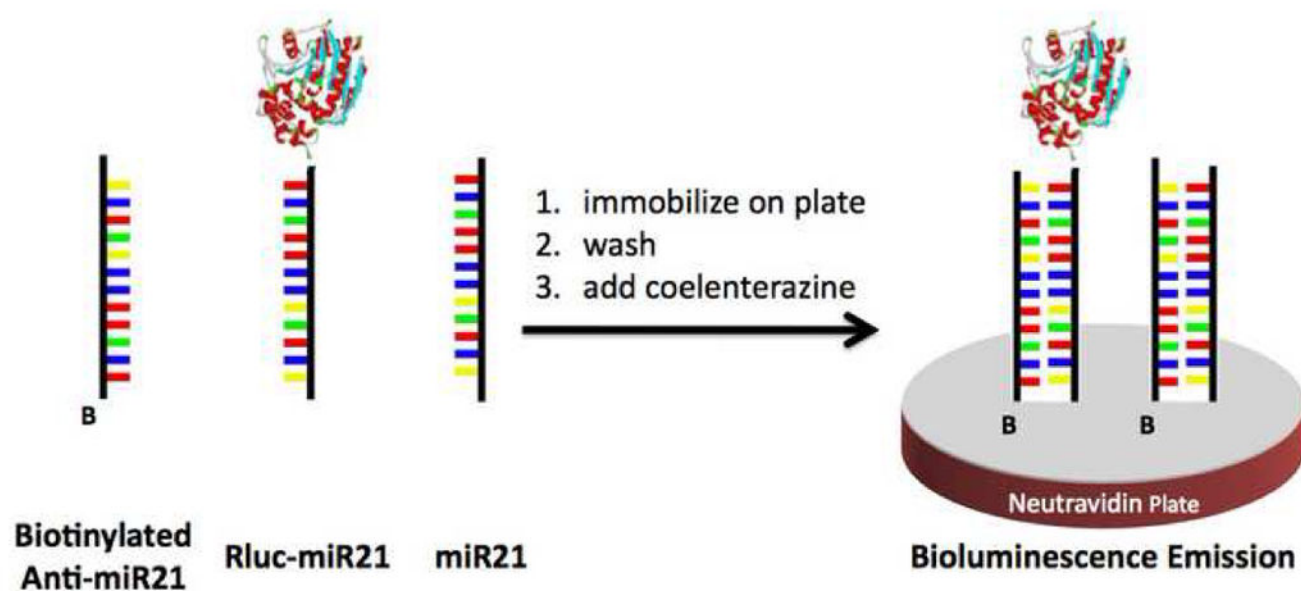 1. immobilize on plate
2. wash
3. add coelenterazine
B
B
B
Neutravidin Plate
Biotinylated
Anti-miR21
Rluc-miR21
miR21
Bioluminescence Emission